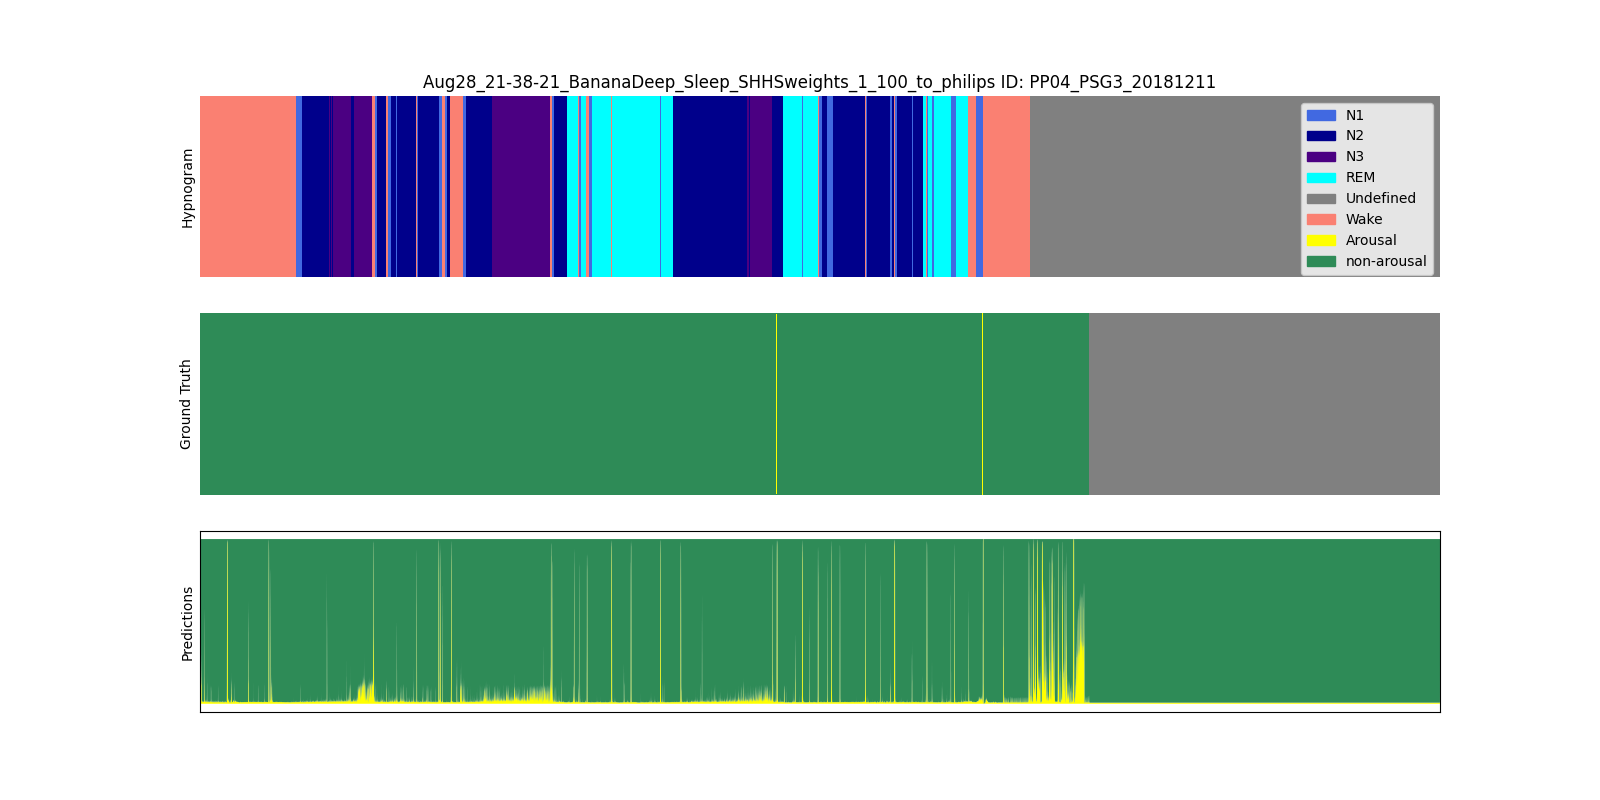 Aug28_21-38-21_BananaDeep_Sleep_SHHSweights_1_100_to_philips ID: PP04_PSG3_20181211
Hypnogram
N1
N2
N3
REM
Undefined
Wake
Arousal
non-arousal
Ground Truth
Predictions